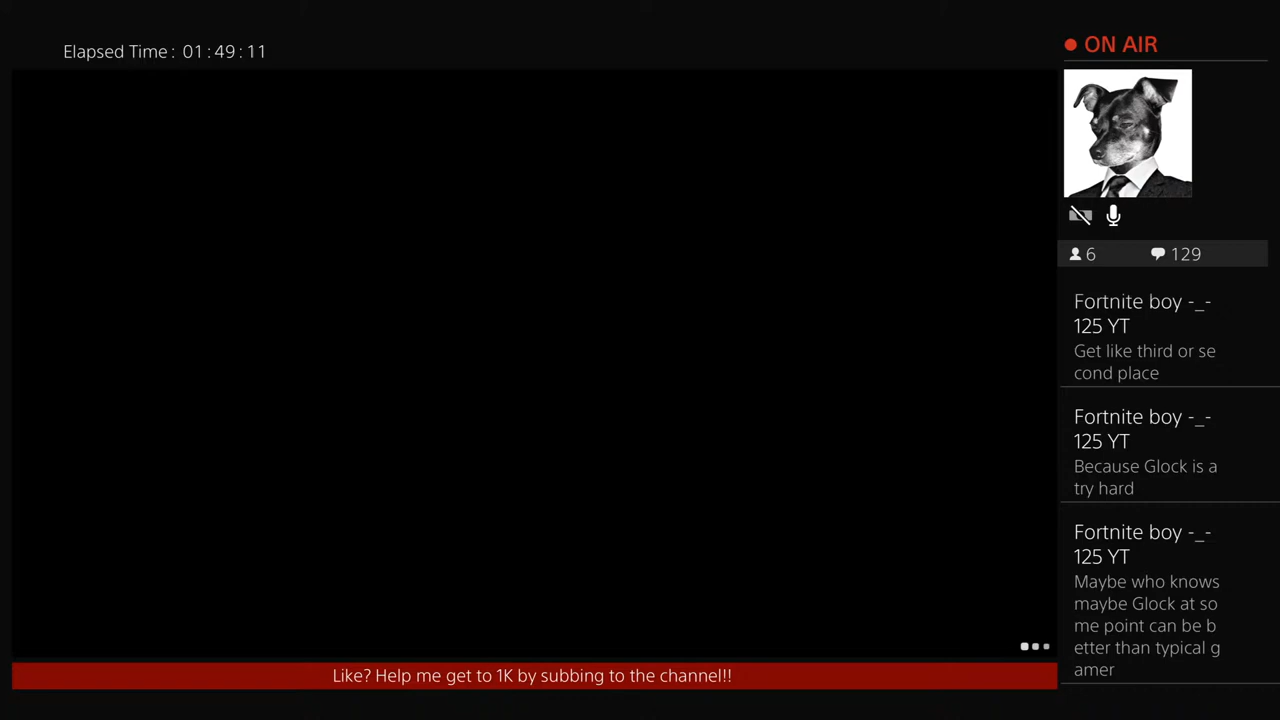 Elapsed Time: 01:49:11
ON AIR
6 129
Fortnite boy -_-
125 YT
Get like third or se
cond place
Fortnite boy -_-
125 YT
Because Glock is a
try hard
Fortnite boy -_-
125 YT
Maybe who knows
maybe Glock at so
me point can be b
etter than typical g
amer
Like? Help me get to 1K by subbing to the channel!!